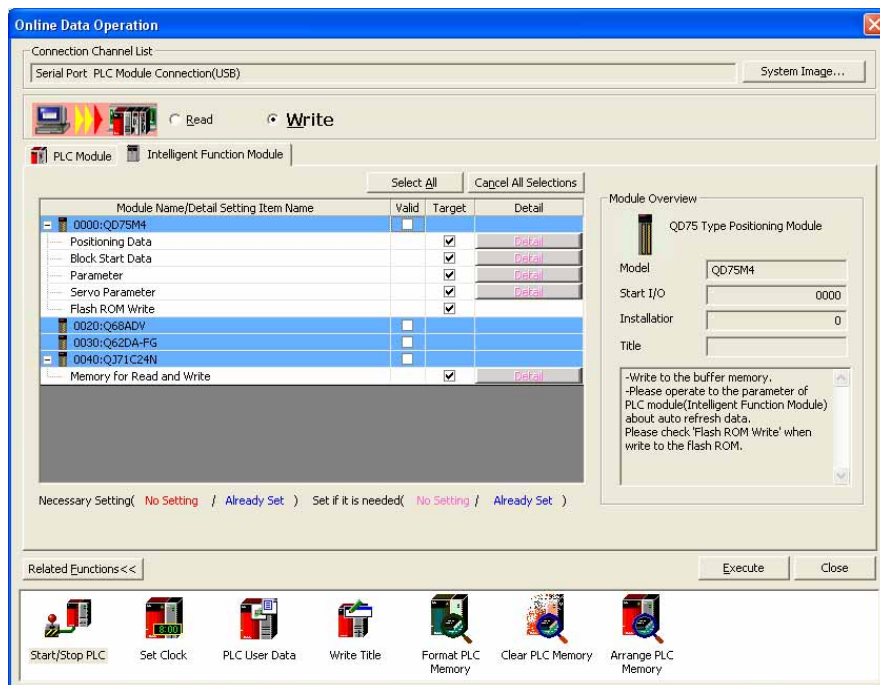 Online Data Operation
Connection Channel List
Serial Port PLC Module Connection(USB)
System Image...
Read
Write
PLC Module
Intelligent Function Module
Select All
Cancel All Selections
Module Name/Detail Setting Item Name Valid Target Detail
0000:QD75M4
Positioning Data Detail
Block Start Data Detail
Parameter Detail
Servo Parameter Detail
Flash ROM Write
0020:Q68ADV
0030:Q62DA-FG
0040:QJ71C24N
Memory for Read and Write Detail
Necessary Setting( No Setting / Already Set ) Set if it is needed( No Setting / Already Set )
Module Overview
QD75 Type Positioning Module
Model QD75M4
Start I/O 0000
Installatior 0
Title
-Write to the buffer memory.
-Please operate to the parameter of
PLC module(Intelligent Function Module)
about auto refresh data.
Please check 'Flash ROM Write' when
write to the flash ROM.
Related Functions<<
Execute
Close
Start/Stop PLC
Set Clock
PLC User Data
Write Title
Format PLC
Memory
Clear PLC Memory
Arrange PLC
Memory